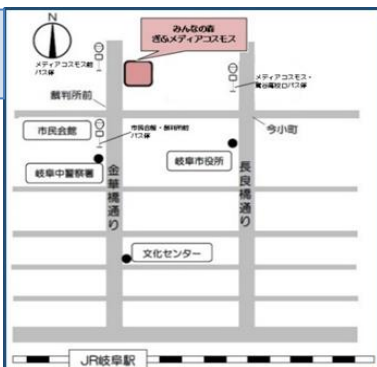 N
みんなの森
ぎふメディアコスモス
メディアコスモス前
バス停
メディアコスモス・
鶯谷高校口バス停
裁判所前
市民会館
市民会館・裁判所前
バス停
今小町
岐阜中警察署
岐阜市役所
金華橋通り
長良橋通り
文化センター
JR岐阜駅